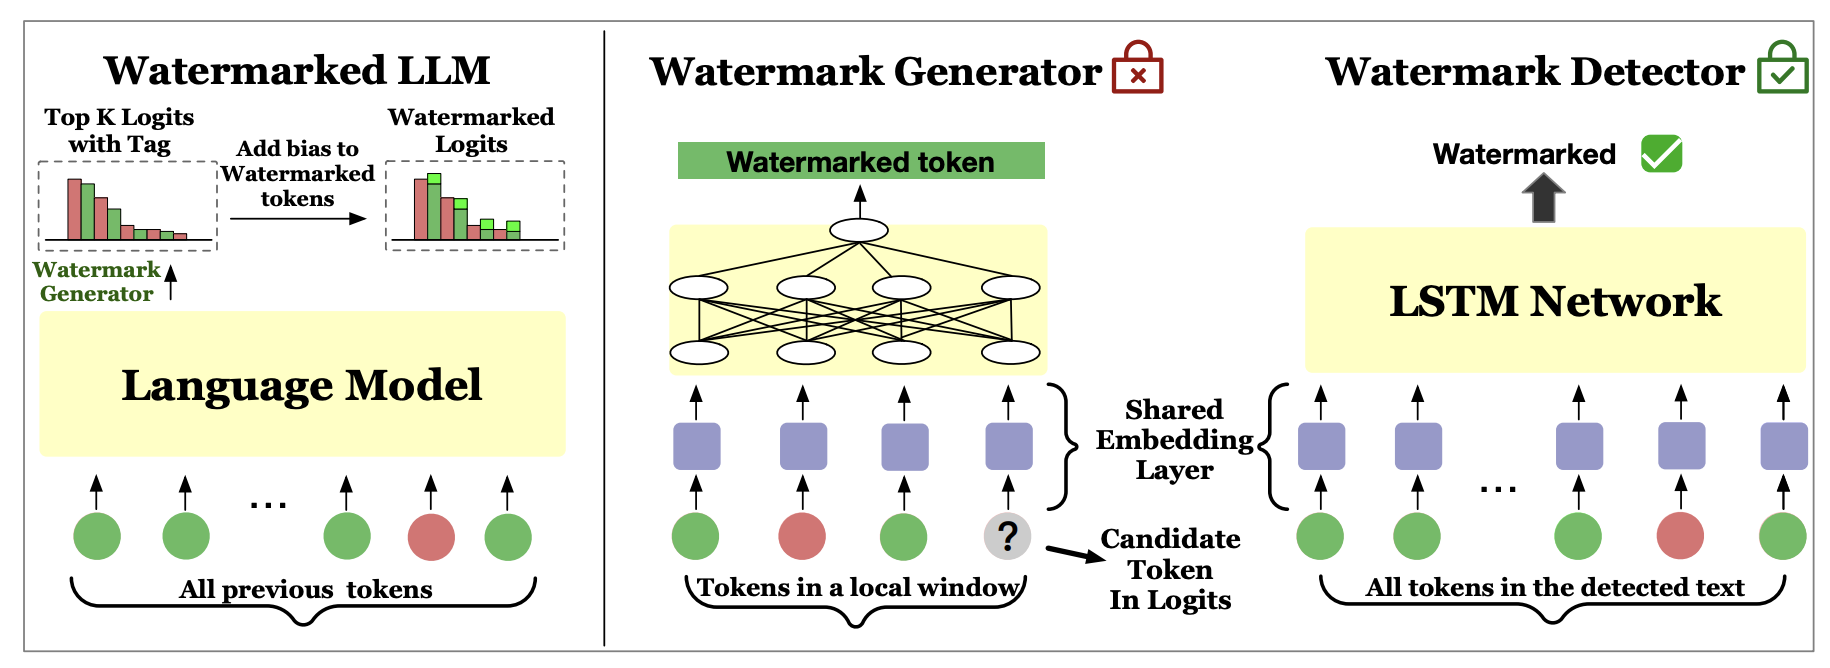 Watermarked LLM
Top K Logits
with Tag
Add bias to
Watermarked
tokens
Watermarked
Logits
Watermark
Generator
Language Model
...
All previous tokens
Watermark Generator
Watermarked token
?
Tokens in a local window
Shared
Embedding
Layer
Candidate
Token
In Logits
Watermark Detector
Watermarked
LSTM Network
...
All tokens in the detected text